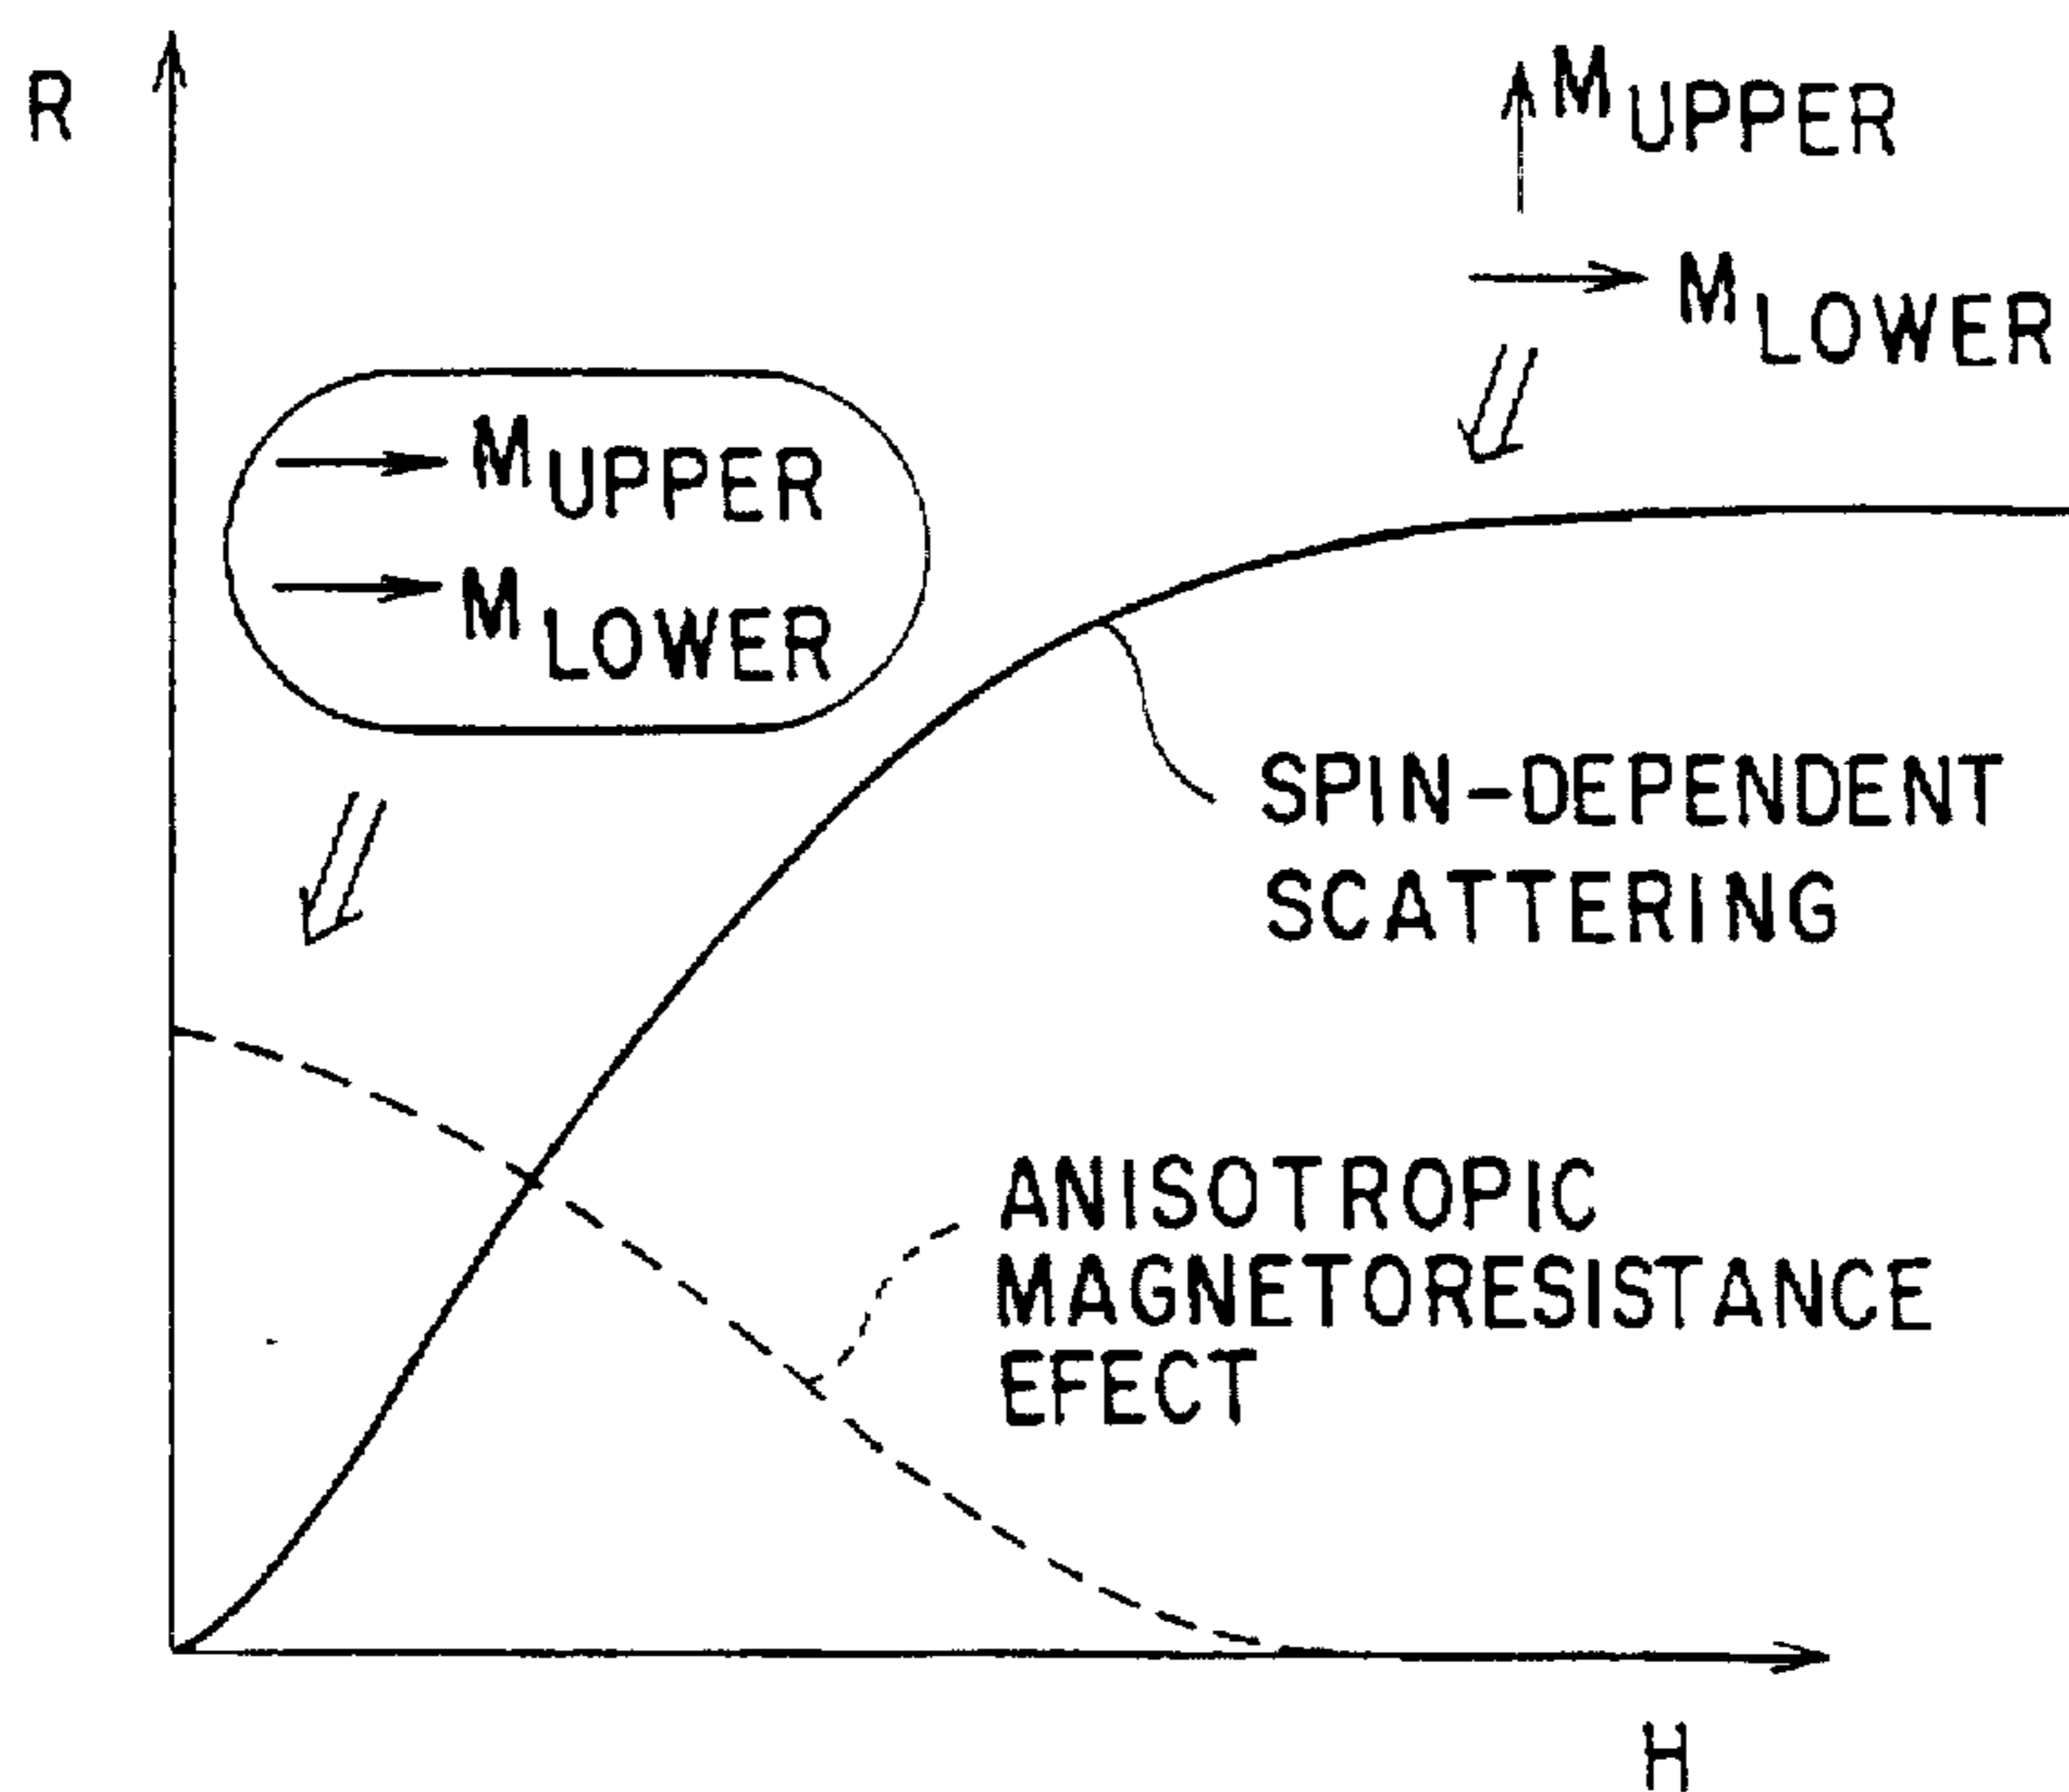 R
M UPPER
M LOWER
M UPPER
M LOWER
SPIN-DEPENDENT
SCATTERING
ANISOTROPIC
MAGNETORESISTANCE
EFECT
H